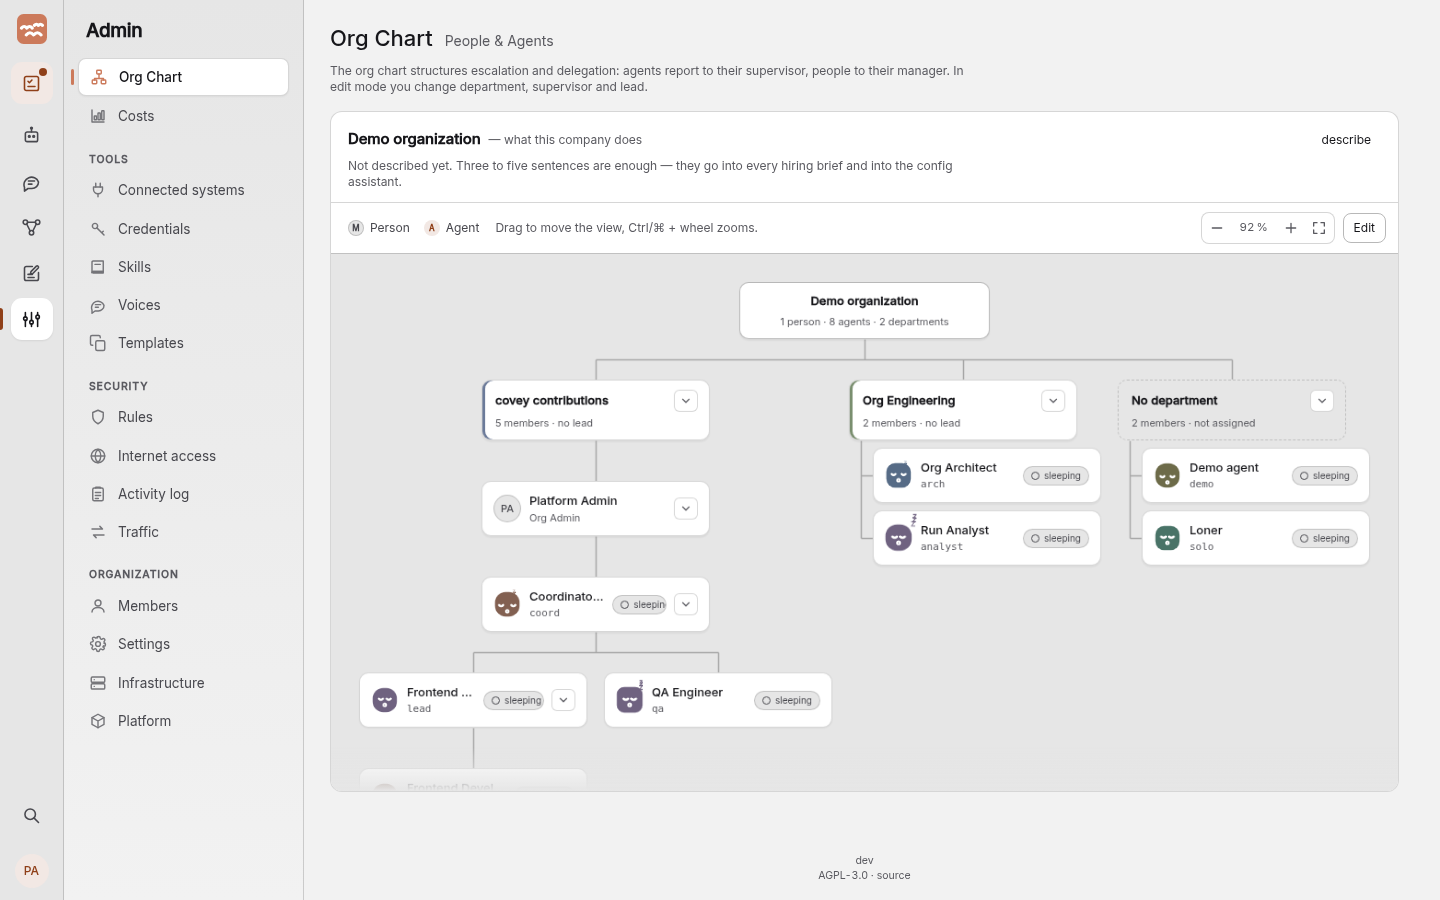 Admin
Org Chart
Costs
TOOLS
Connected systems
Credentials
Skills
Voices
Templates
SECURITY
Rules
Internet access
Activity log
Traffic
ORGANIZATION
Members
Settings
Infrastructure
Platform
PA
Org Chart People & Agents
The org chart structures escalation and delegation: agents report to their supervisor, people to their manager. In
edit mode you change department, supervisor and lead.
Demo organization — what this company does
describe
Not described yet. Three to five sentences are enough — they go into every hiring brief and into the config
assistant.
M Person A Agent Drag to move the view, Ctrl/⌘ + wheel zooms.
92 %
Edit
Demo organization
1 person · 8 agents · 2 departments
covey contributions
5 members · no lead
Org Engineering
2 members · no lead
No department
2 members · not assigned
Org Architect
arch
sleeping
Demo agent
demo
sleeping
PA
Platform Admin
Org Admin
Run Analyst
analyst
sleeping
Loner
solo
sleeping
Coordinato...
coord
sleepin
Frontend ...
lead
sleeping
QA Engineer
qa
sleeping
dev
AGPL-3.0 · source